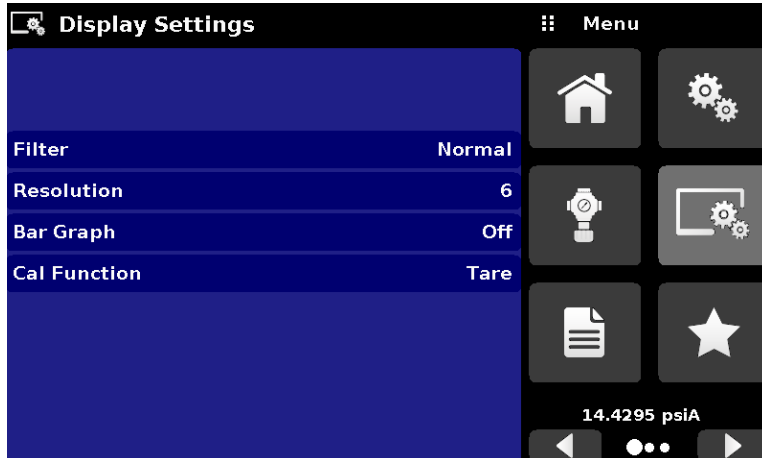 Display Settings
Menu
Filter Normal
Resolution 6
Bar Graph Off
Cal Function Tare
14.4295 psiA